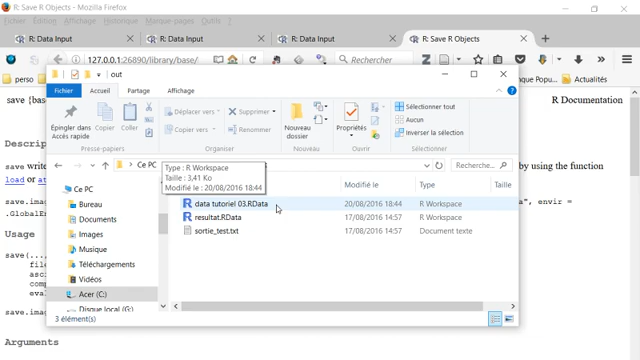 R: Save R Objects - Mozilla Firefox
Fichier Édition Affichage Historique Marque-pages Outils ?
R: Data Input
R: Data Input
R: Data Input
R: Save R Objects
127.0.0.1:26890/library/base/
Rechercher
perso
que Popu...
Actualités
out
Fichier
Accueil
Partage
Affichage
Épingler dans Accès rapide
Copier
Coller
Déplacer vers
Copier vers
Supprimer
Renommer
Nouveau dossier
Propriétés
Sélectionner tout
Aucun
Inverser la sélection
Presse-papiers
Organiser
Nouveau
Sélectionner
Ce PC
Recherche...
Type : R Workspace
Taille : 3,41 Ko
Modifié le : 20/08/2016 18:44
Modifié le
Type
Taille
Ce PC
Bureau
Documents
Images
Musique
Téléchargements
Vidéos
Acer (C:)
Disque local (G:)
data tutoriel 03.RData 20/08/2016 18:44 R Workspace
resultat.RData 17/08/2016 14:57 R Workspace
sortie_test.txt 17/08/2016 14:57 Document texte
3 élément(s)
save {bas
R Documentation
Descrip
save write
by using the function
load or at
save.imag
", envir =
.GlobalEn
Usage
save(...,
file
asci
comp
eval
save.imag
Arguments